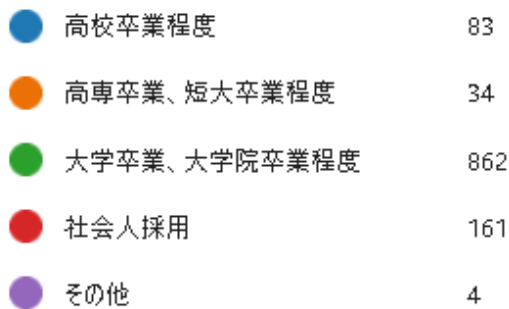 高校卒業程度 83
高専卒業、短大卒業程度 34
大学卒業、大学院卒業程度 862
社会人採用 161
その他 4